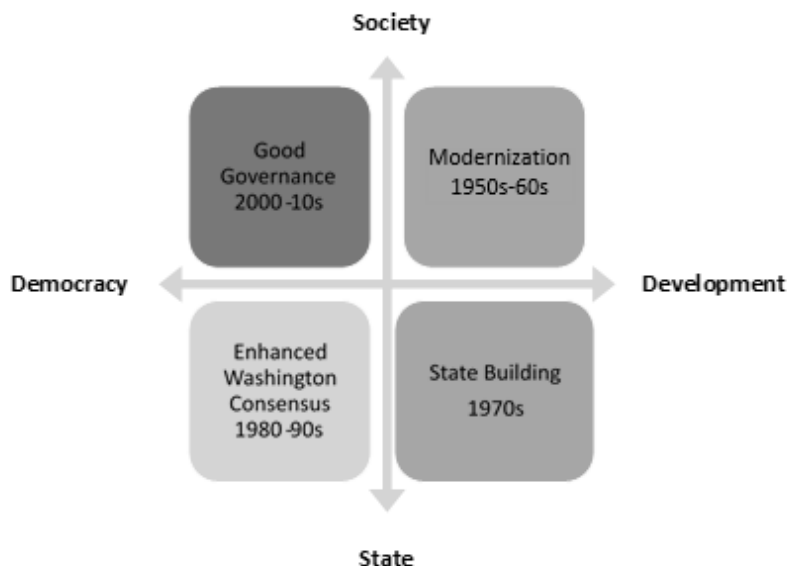 Society
Good
Governance
2000-10s
Modernization
1950s-60s
Democracy
Development
Enhanced
Washington
Consensus
1980-90s
State Building
1970s
State